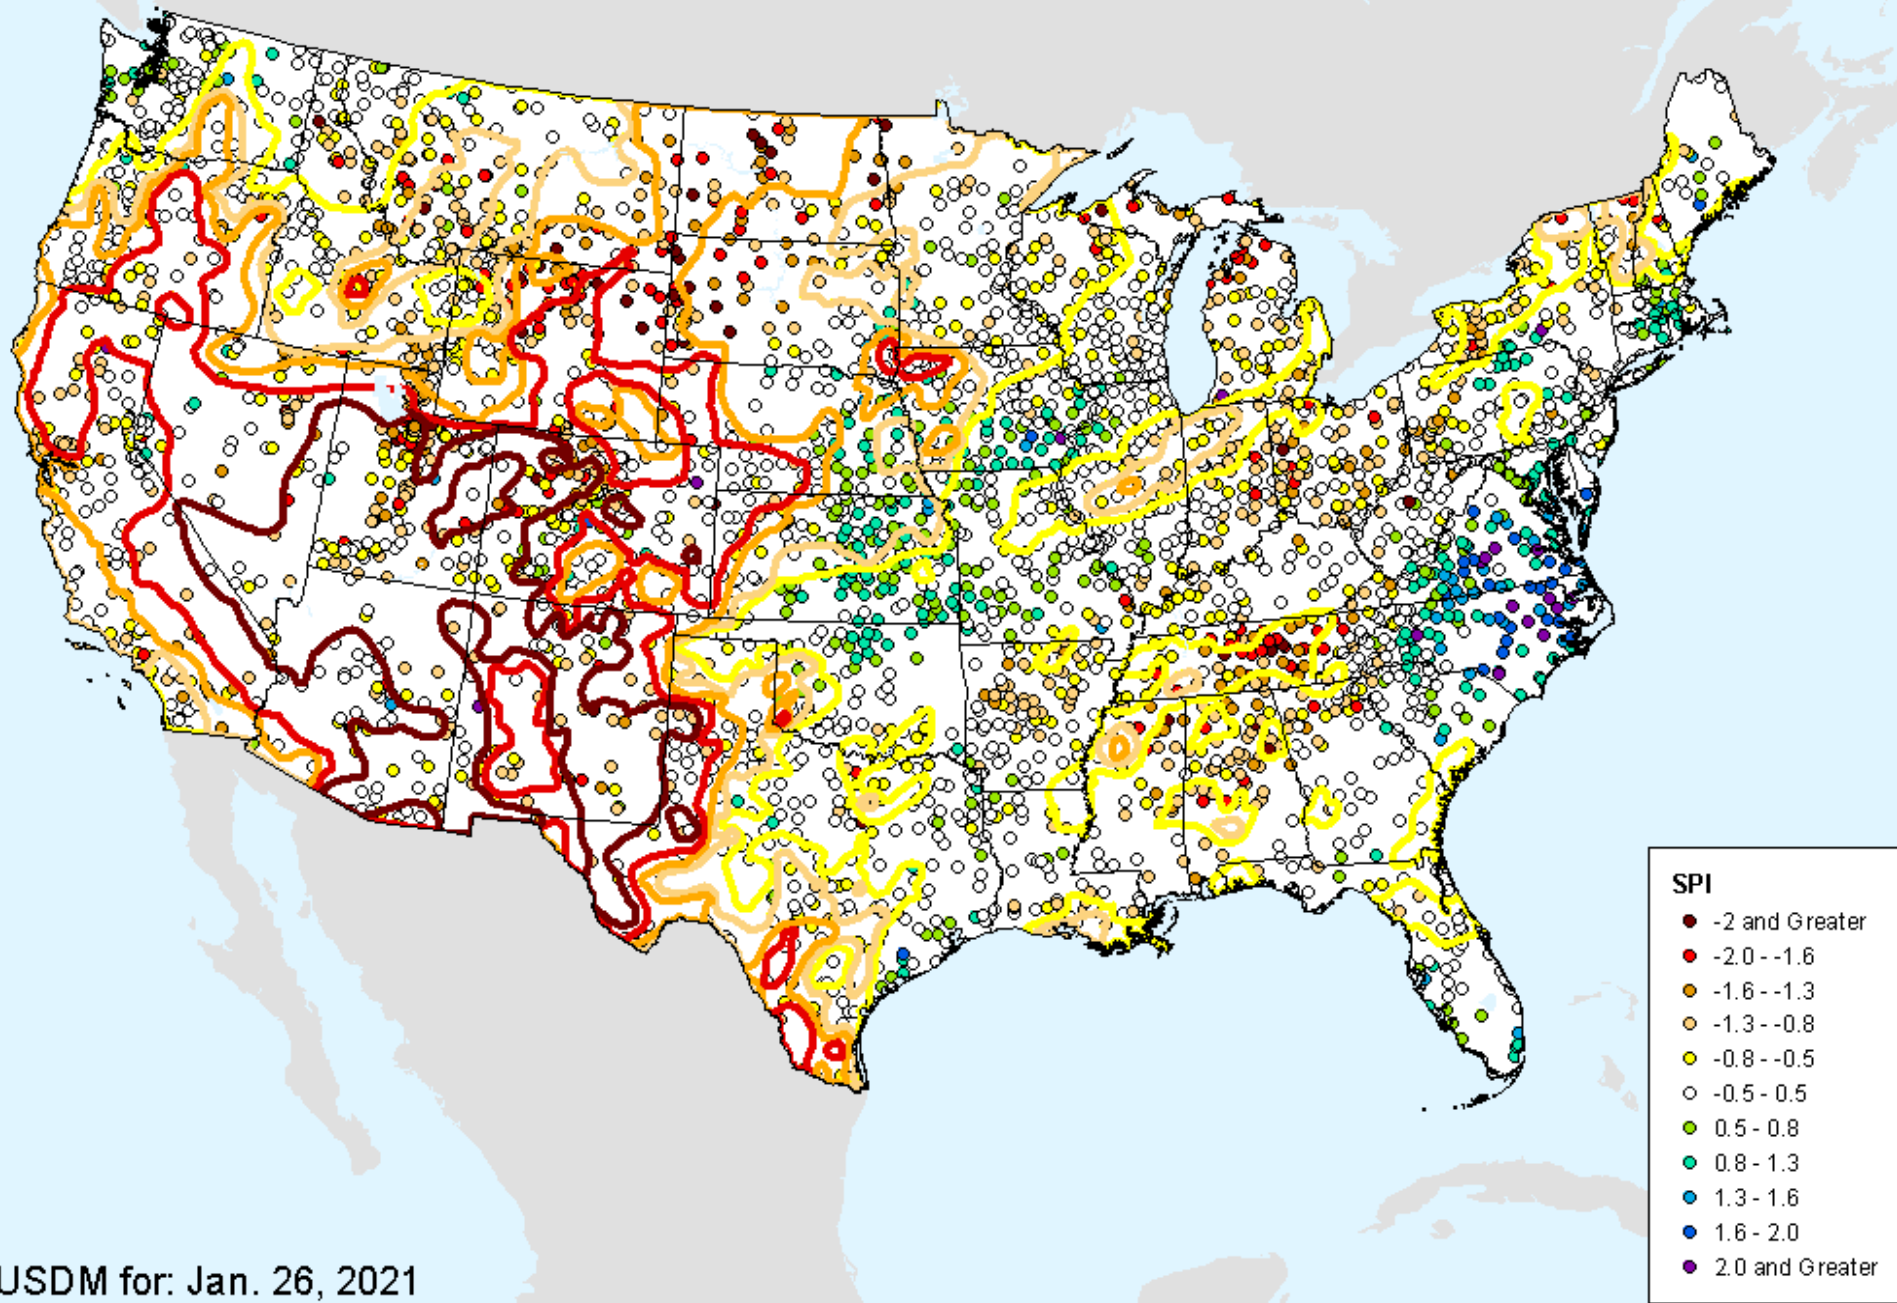 SPI
-2 and Greater
-2.0 - -1.6
-1.6 - -1.3
-1.3 - -0.8
-0.8 - -0.5
-0.5 - 0.5
0.5 - 0.8
0.8 - 1.3
1.3 - 1.6
1.6 - 2.0
2.0 and Greater
USDM for: Jan. 26, 2021